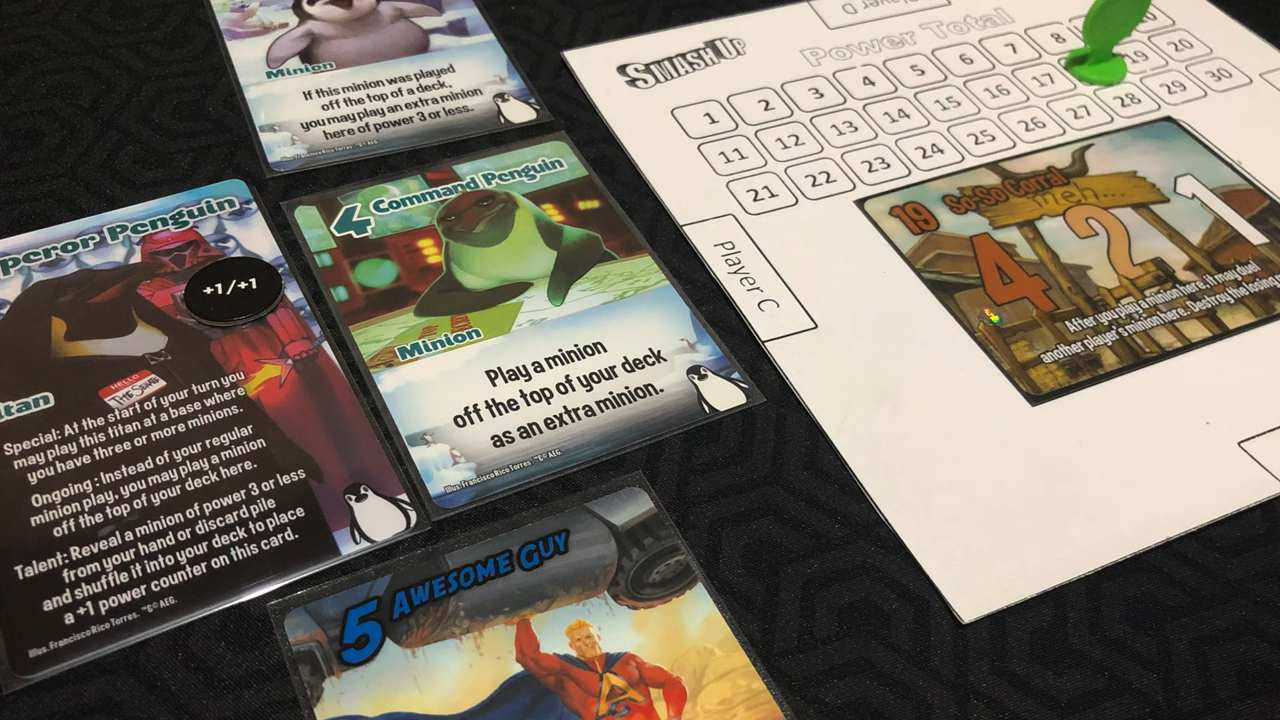 Minion
If this minion was played
off the top of a deck,
you may play an extra minion
here of power 3 or less.
Illus. Francisco Rico Torres. ™© AEG.
peror Penguin
+1/+1
HELLO
itan
Special: At the start of your turn you
may play this titan at a base where
you have three or more minions.
Ongoing: Instead of your regular
minion play, you may play a minion
off the top of your deck here.
Talent: Reveal a minion of power 3 or less
from your hand or discard pile
and shuffle it into your deck to place
a +1 power counter on this card.
Illus. Francisco Rico Torres. ™© AEG.
4 Command Penguin
Minion
Play a minion
off the top of your deck
as an extra minion.
Illus. Francisco Rico Torres ™© AEG.
5 AWESOME GUY
A
SMASH UP
Player D
Power Total
1 2 3 4 5 6 7 8
11 12 13 14 15 16 17 19 20
21 22 23 24 25 26 27 28 29 30
Player C
19 So-So Corral
Meh...
4 2 1
After you play a minion here, it may duel
another player's minion here. Destroy the losing